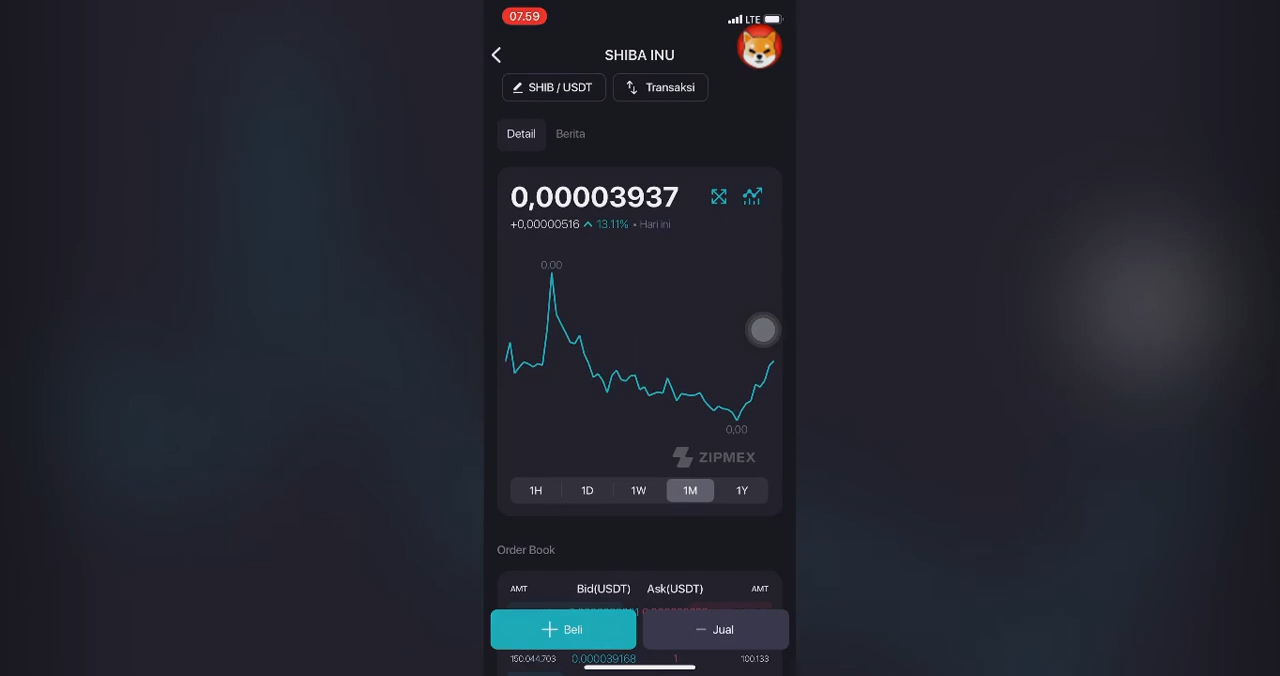 07.59
LTE
SHIBA INU
SHIB / USDT
Transaksi
Detail
Berita
0,00003937
+0,00000516 13.11% • Hari ini
0,00
0,00
ZIPMEX
1H 1D 1W 1M 1Y
Order Book
AMT Bid(USDT) Ask(USDT) AMT
Beli
Jual
150.044.703 0,000039168 1 100.133